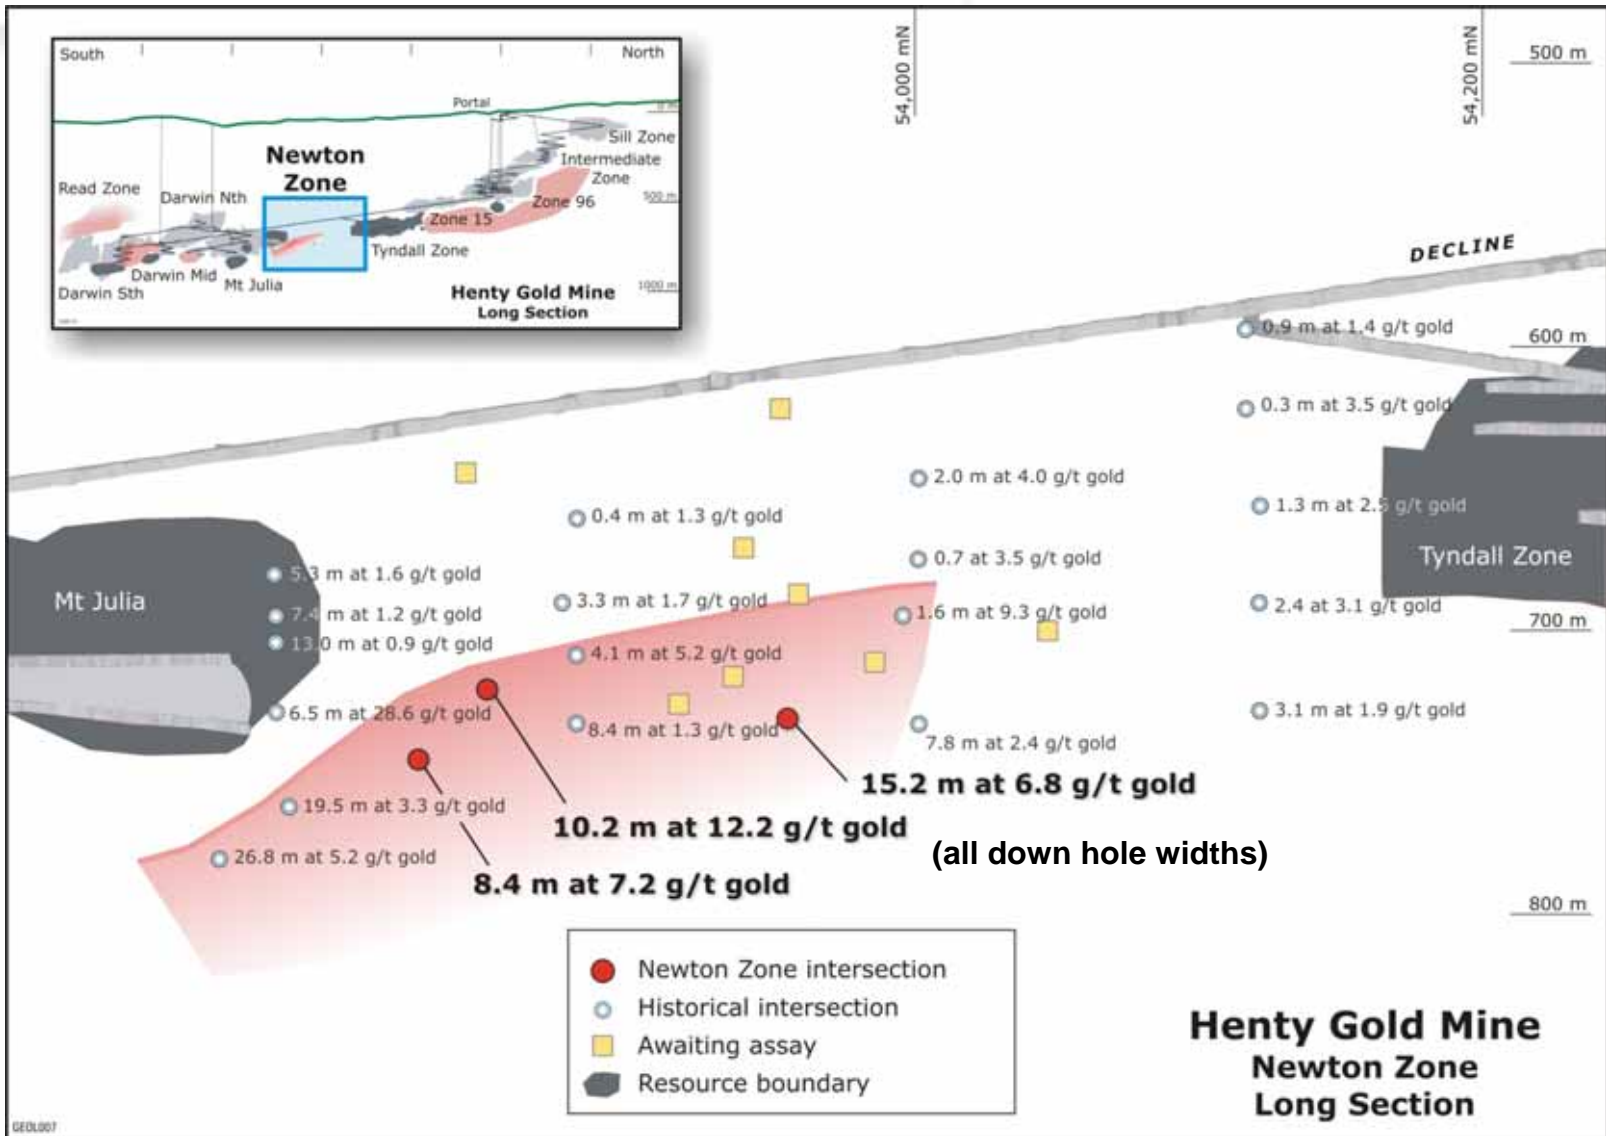 South
North
Portal
0 m
Sill Zone
Newton
Zone
Intermediate
Zone
Read Zone
Darwin Nth
500 m
Zone 96
Zone 15
Tyndall Zone
Darwin Mid
Mt Julia
Darwin Sth
1000 m
Henty Gold Mine
Long Section
54,000 mN
54,200 mN
500 m
DECLINE
0.9 m at 1.4 g/t gold
600 m
0.3 m at 3.5 g/t gold
2.0 m at 4.0 g/t gold
1.3 m at 2.5 g/t gold
0.4 m at 1.3 g/t gold
0.7 at 3.5 g/t gold
Tyndall Zone
5.3 m at 1.6 g/t gold
Mt Julia
3.3 m at 1.7 g/t gold
7.4 m at 1.2 g/t gold
1.6 m at 9.3 g/t gold
2.4 at 3.1 g/t gold
700 m
13.0 m at 0.9 g/t gold
4.1 m at 5.2 g/t gold
6.5 m at 28.6 g/t gold
3.1 m at 1.9 g/t gold
8.4 m at 1.3 g/t gold
7.8 m at 2.4 g/t gold
15.2 m at 6.8 g/t gold
19.5 m at 3.3 g/t gold
10.2 m at 12.2 g/t gold
(all down hole widths)
26.8 m at 5.2 g/t gold
8.4 m at 7.2 g/t gold
800 m
Newton Zone intersection
Historical intersection
Awaiting assay
Resource boundary
Henty Gold Mine
Newton Zone
Long Section
GEOL007